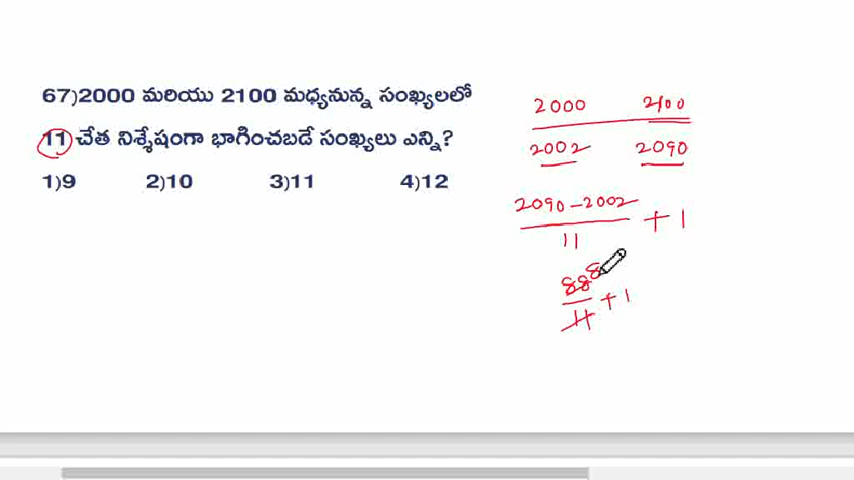 67)2000 మరియు 2100 మధ్యనున్న సంఖ్యలలో
11 చేత నిశ్శేషంగా భాగించబడే సంఖ్యలు ఎన్ని?
1)9 2)10 3)11 4)12
2000 2100
2002 2090
2090-2002
11
+1
88 8
11
+1